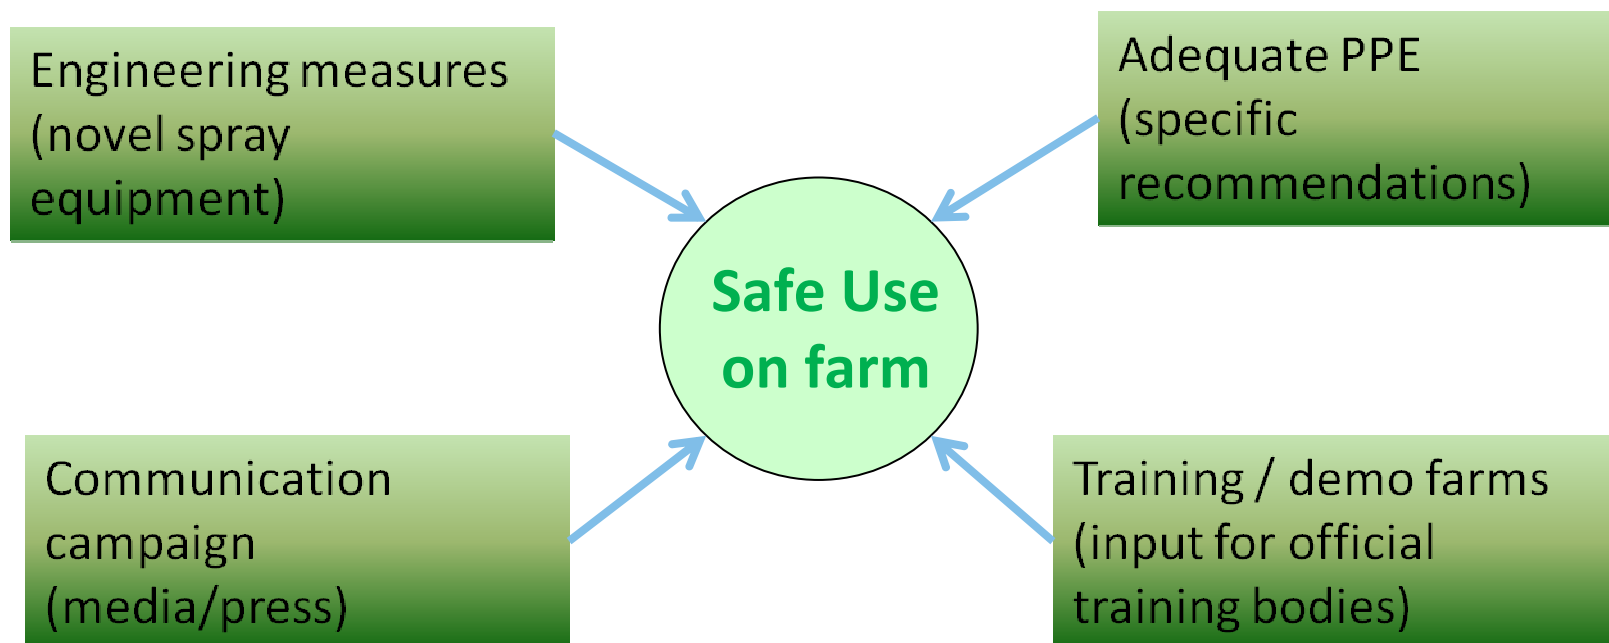 Engineering measures
(novel spray
equipment)
Adequate PPE
(specific
recommendations)
Safe Use
on farm
Communication
campaign
(media/press)
Training / demo farms
(input for official
training bodies)